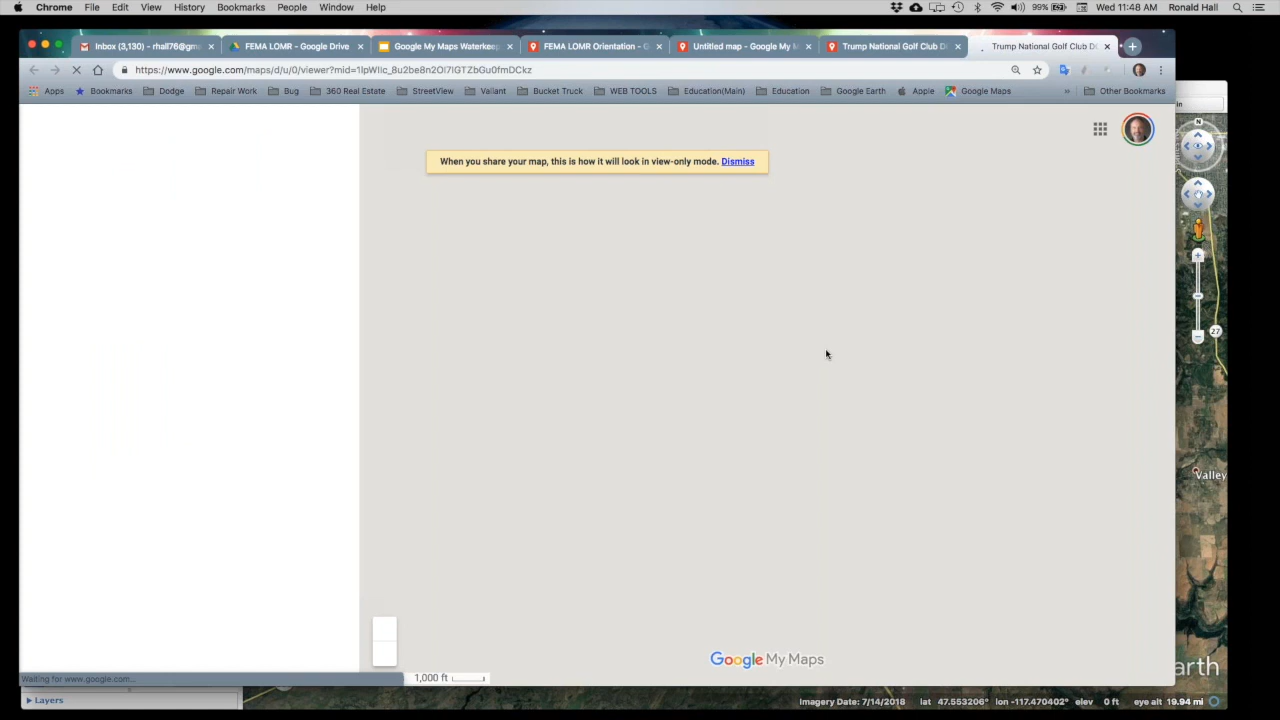 Chrome File Edit View History Bookmarks People Window Help 99% Wed 11:48 AM Ronald Hall
Inbox (3,130) - rhall76@gma FEMA LOMR - Google Drive Google My Maps Waterkeep FEMA LOMR Orientation - G Untitled map - Google My M Trump National Golf Club D Trump National Golf Club D
https://www.google.com/maps/d/u/0/viewer?mid=1lpWIic_8u2be8n2Ol7lGTZbGu0fmDCkz
Apps Bookmarks Dodge Repair Work Bug 360 Real Estate StreetView Valiant Bucket Truck WEB TOOLS Education(Main) Education Google Earth Apple Google Maps » Other Bookmarks
in
N
When you share your map, this is how it will look in view-only mode. Dismiss
27
Valley
Google My Maps
arth
Waiting for www.google.com...
1,000 ft
Layers
Imagery Date: 7/14/2018 lat 47.553206° lon -117.470402° elev 0 ft eye alt 19.94 mi